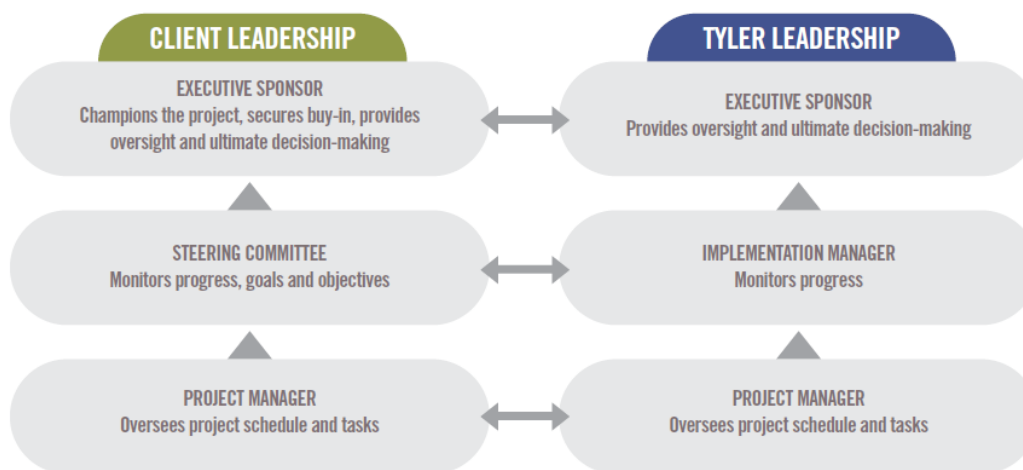 CLIENT LEADERSHIP
EXECUTIVE SPONSOR
Champions the project, secures buy-in, provides
oversight and ultimate decision-making
STEERING COMMITTEE
Monitors progress, goals and objectives
PROJECT MANAGER
Oversees project schedule and tasks
TYLER LEADERSHIP
EXECUTIVE SPONSOR
Provides oversight and ultimate decision-making
IMPLEMENTATION MANAGER
Monitors progress
PROJECT MANAGER
Oversees project schedule and tasks